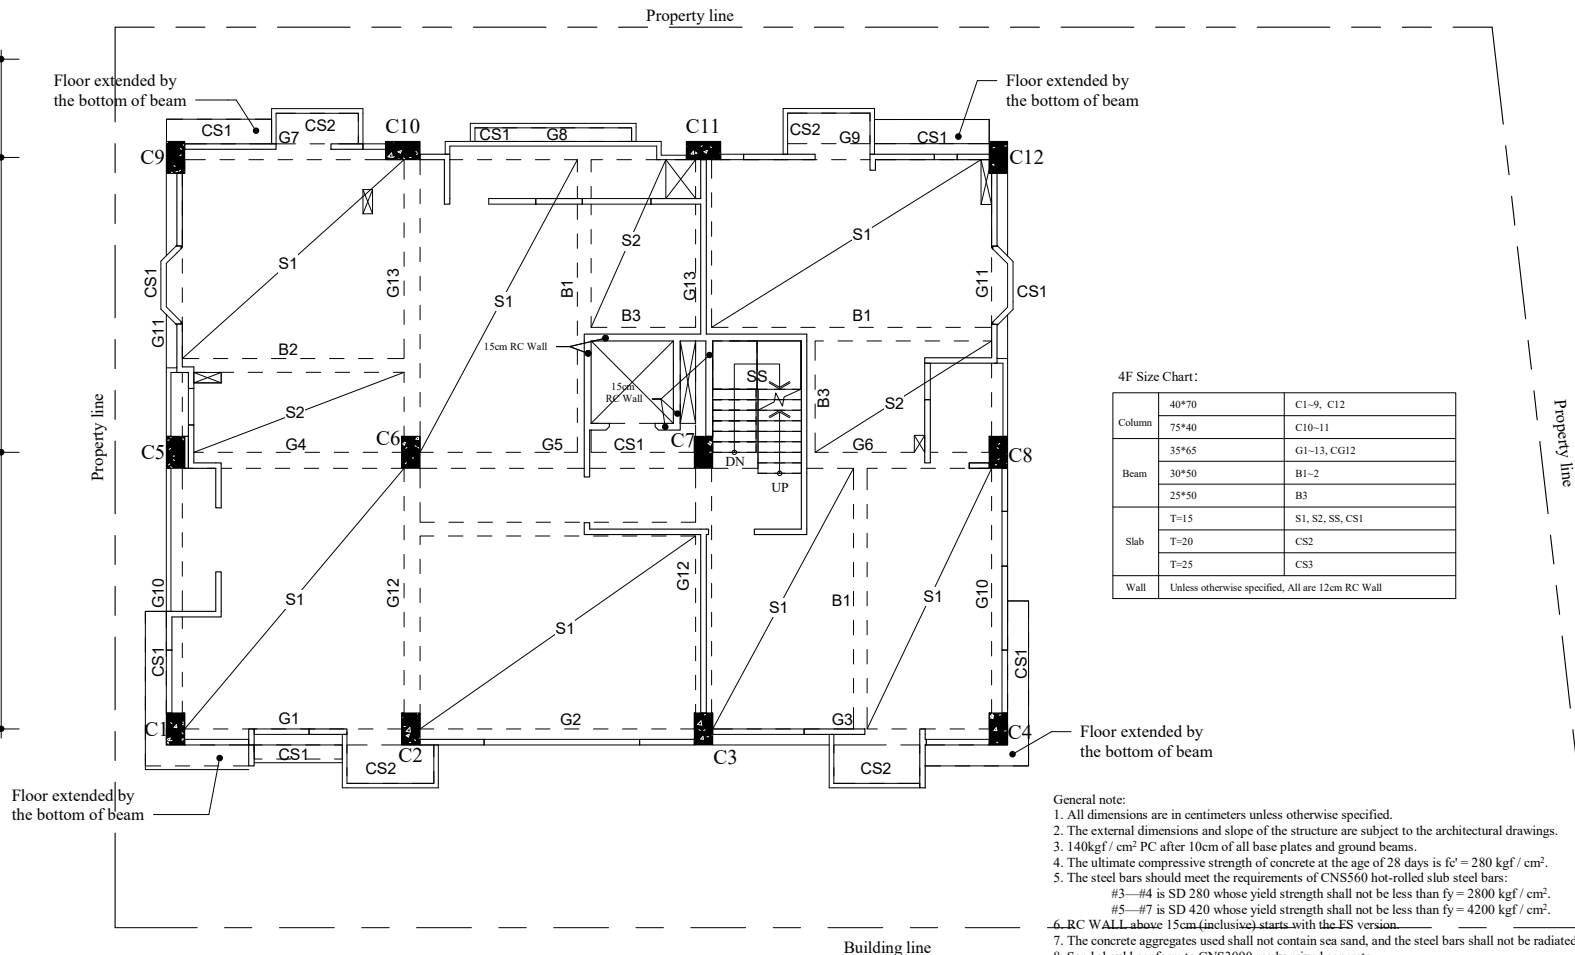 Property line
Floor extended by
the bottom of beam
Floor extended by
the bottom of beam
CS1
CS2
G7
C10
CS1
G8
C11
CS2
G9
CS1
C9
C12
S1
G13
S1
B1
S2
G13
S1
G11
CS1
CS1
G11
B3
B1
B2
15cm RC Wall
15cm
RC Wall
SS
B3
S2
S2
G4
C6
G5
CS1
C7
DN
UP
G6
C5
C8
Property line
Property line
4F Size Chart:
Column
40*70
C1~9, C12
75*40
C10~11
Beam
35*65
G1~13, CG12
30*50
B1~2
25*50
B3
Slab
T=15
S1, S2, SS, CS1
T=20
CS2
T=25
CS3
Wall
Unless otherwise specified, All are 12cm RC Wall
G10
S1
G12
S1
G12
S1
B1
S1
G10
CS1
CS1
C1
G1
C2
G2
C3
G3
C4
CS1
CS2
CS2
Floor extended by
the bottom of beam
Floor extended by
the bottom of beam
General note:
1. All dimensions are in centimeters unless otherwise specified.
2. The external dimensions and slope of the structure are subject to the architectural drawings.
3. 140kgf / cm² PC after 10cm of all base plates and ground beams.
4. The ultimate compressive strength of concrete at the age of 28 days is fc' = 280 kgf / cm².
5. The steel bars should meet the requirements of CNS560 hot-rolled slub steel bars:
#3—#4 is SD 280 whose yield strength shall not be less than fy = 2800 kgf / cm².
#5—#7 is SD 420 whose yield strength shall not be less than fy = 4200 kgf / cm².
6. RC WALL above 15cm (inclusive) starts with the FS version.
7. The concrete aggregates used shall not contain sea sand, and the steel bars shall not be radiated
Building line